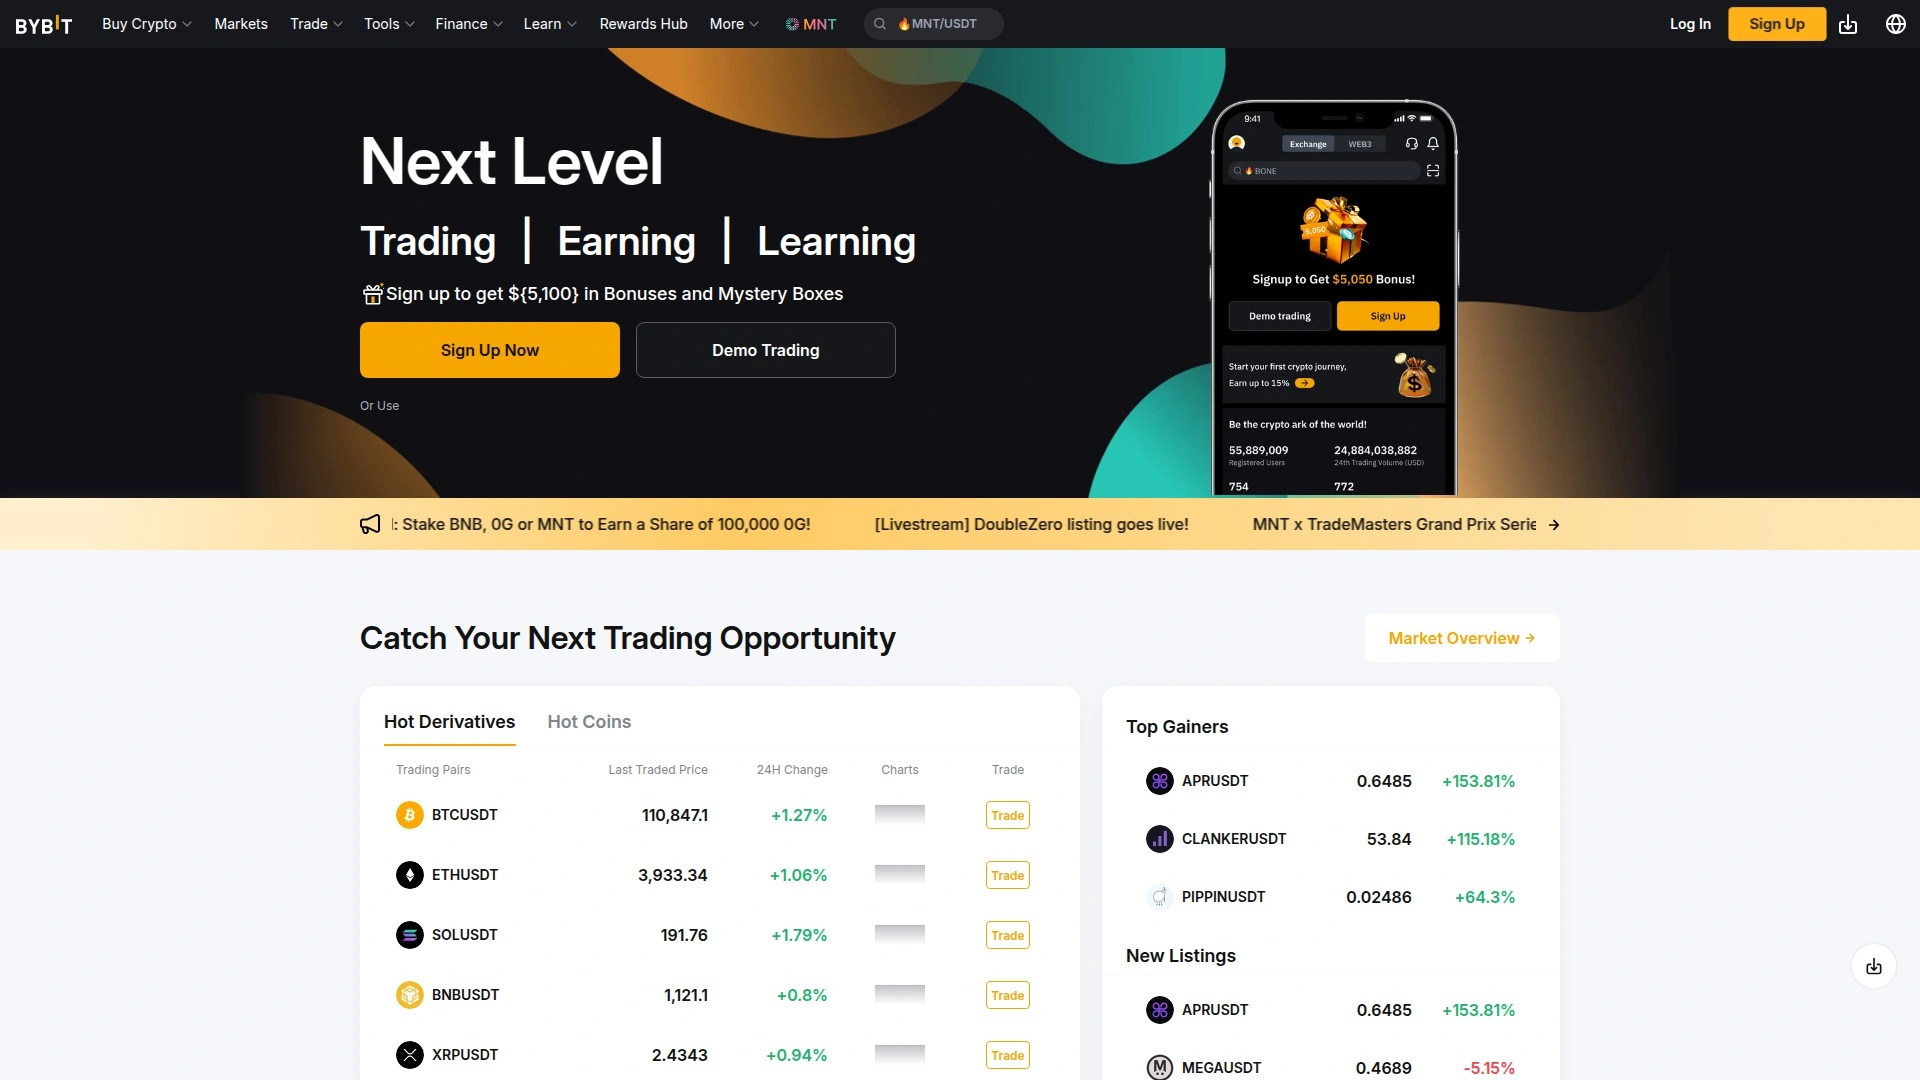 BYBIT Buy Crypto Markets Trade Tools Finance Learn Rewards Hub More MNT 🔥MNT/USDT Log In Sign Up
Next Level
Trading | Earning | Learning
Sign up to get ${5,100} in Bonuses and Mystery Boxes
Sign Up Now Demo Trading
Or Use
9:41
Exchange WEB3
🔥 BONE
5,050
Signup to Get $5,050 Bonus!
Demo trading Sign Up
Start your first crypto journey,
Earn up to 15%
Be the crypto ark of the world!
55,889,009 24,884,038,882
Registered Users 24th Trading Volume (USD)
754 772
: Stake BNB, 0G or MNT to Earn a Share of 100,000 0G! [Livestream] DoubleZero listing goes live! MNT x TradeMasters Grand Prix Serie
Catch Your Next Trading Opportunity
Market Overview
Hot Derivatives Hot Coins
Trading Pairs Last Traded Price 24H Change Charts Trade
BTCUSDT 110,847.1 +1.27% Trade
ETHUSDT 3,933.34 +1.06% Trade
SOLUSDT 191.76 +1.79% Trade
BNBUSDT 1,121.1 +0.8% Trade
XRPUSDT 2.4343 +0.94% Trade
Top Gainers
APRUSDT 0.6485 +153.81%
CLANKERUSDT 53.84 +115.18%
PIPPINUSDT 0.02486 +64.3%
New Listings
APRUSDT 0.6485 +153.81%
MEGAUSDT 0.4689 -5.15%